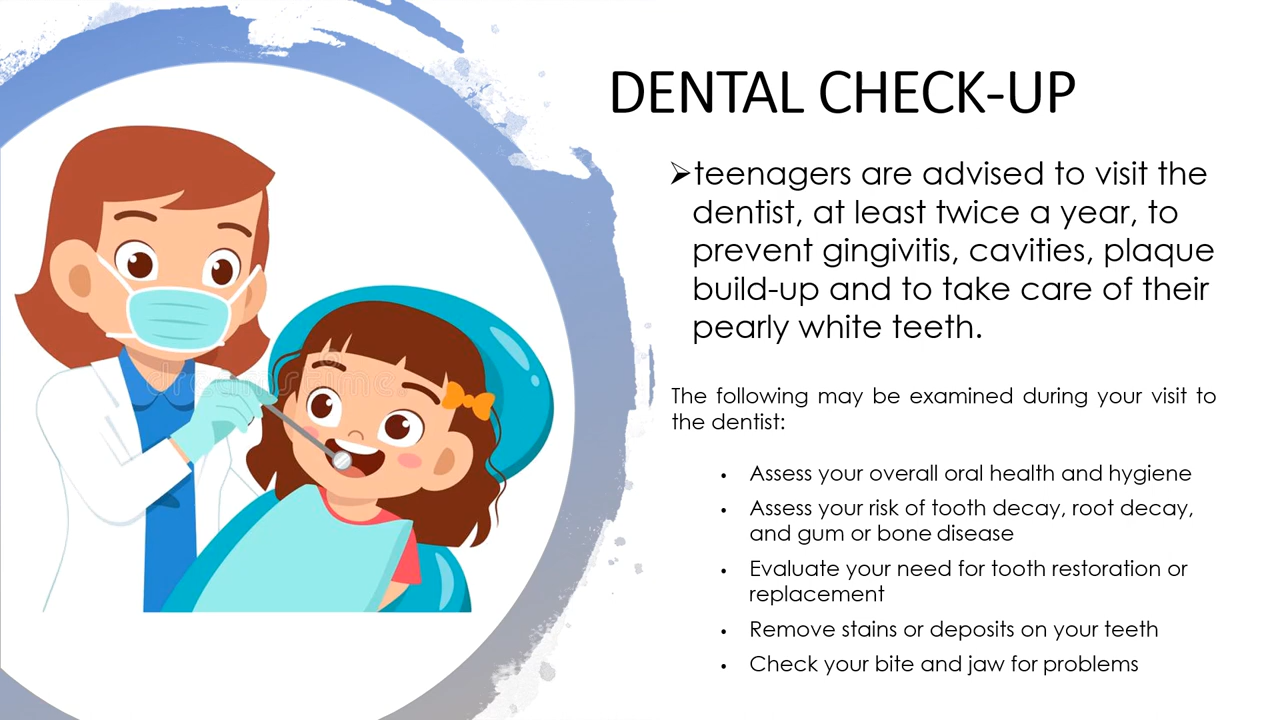 DENTAL CHECK-UP
➢teenagers are advised to visit the
dentist, at least twice a year, to
prevent gingivitis, cavities, plaque
build-up and to take care of their
pearly white teeth.
The following may be examined during your visit to
the dentist:
• Assess your overall oral health and hygiene
• Assess your risk of tooth decay, root decay,
and gum or bone disease
• Evaluate your need for tooth restoration or
replacement
• Remove stains or deposits on your teeth
• Check your bite and jaw for problems
dreamstime